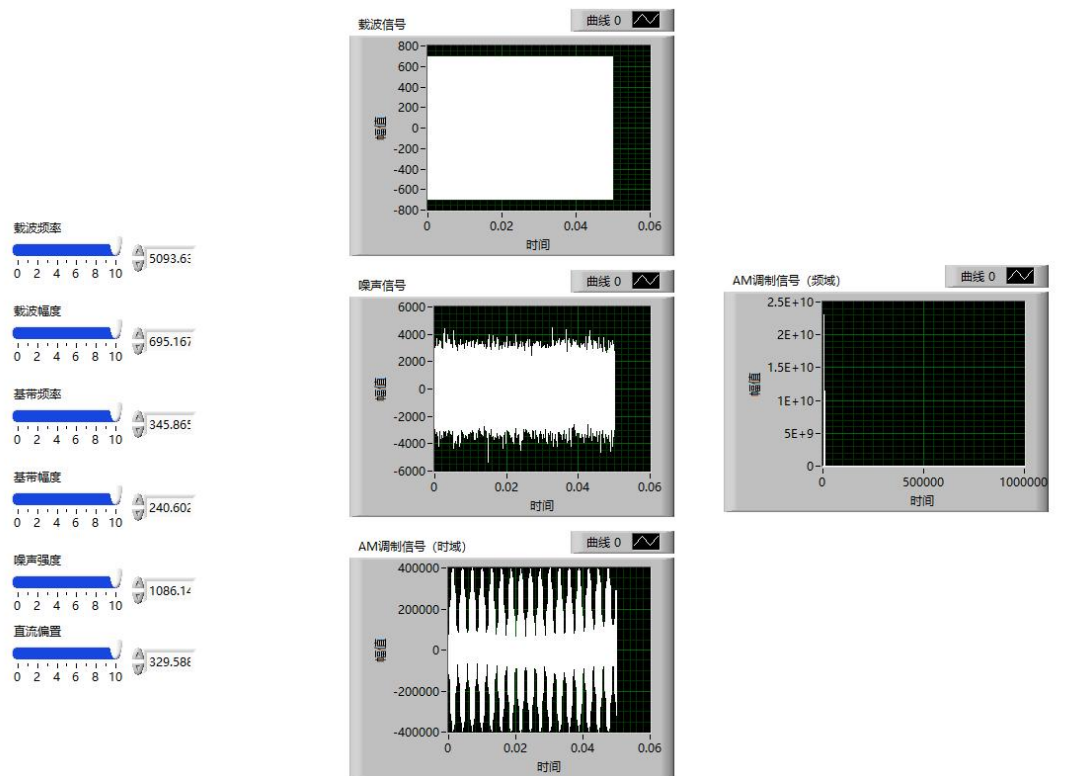 载波频率
0 2 4 6 8 10
5093.63
载波幅度
0 2 4 6 8 10
695.167
基带频率
0 2 4 6 8 10
345.865
基带幅度
0 2 4 6 8 10
240.602
噪声强度
0 2 4 6 8 10
1086.14
直流偏置
0 2 4 6 8 10
329.588
载波信号
曲线 0
800
600
400
200
0
-200
-400
-600
-800
幅值
0 0.02 0.04 0.06
时间
噪声信号
曲线 0
6000
4000
2000
0
-2000
-4000
-6000
幅值
0 0.02 0.04 0.06
时间
AM调制信号（时域）
曲线 0
400000
200000
0
-200000
-400000
幅值
0 0.02 0.04 0.06
时间
AM调制信号（频域）
曲线 0
2.5E+10
2E+10
1.5E+10
1E+10
5E+9
0
幅值
0 500000 1000000
时间